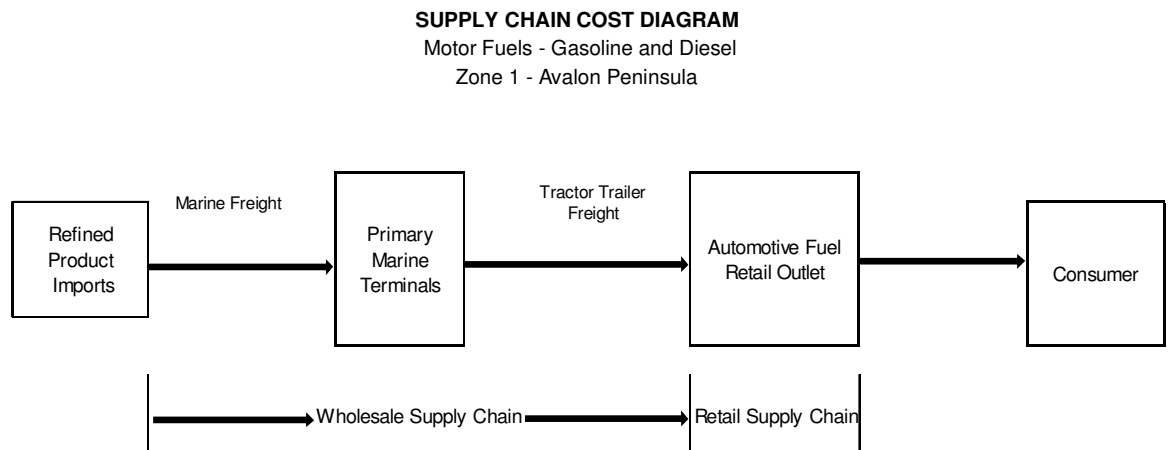 SUPPLY CHAIN COST DIAGRAM
Motor Fuels - Gasoline and Diesel
Zone 1 - Avalon Peninsula
Refined
Product
Imports
Marine Freight
Primary
Marine
Terminals
Tractor Trailer
Freight
Automotive Fuel
Retail Outlet
Consumer
Wholesale Supply Chain
Retail Supply Chain